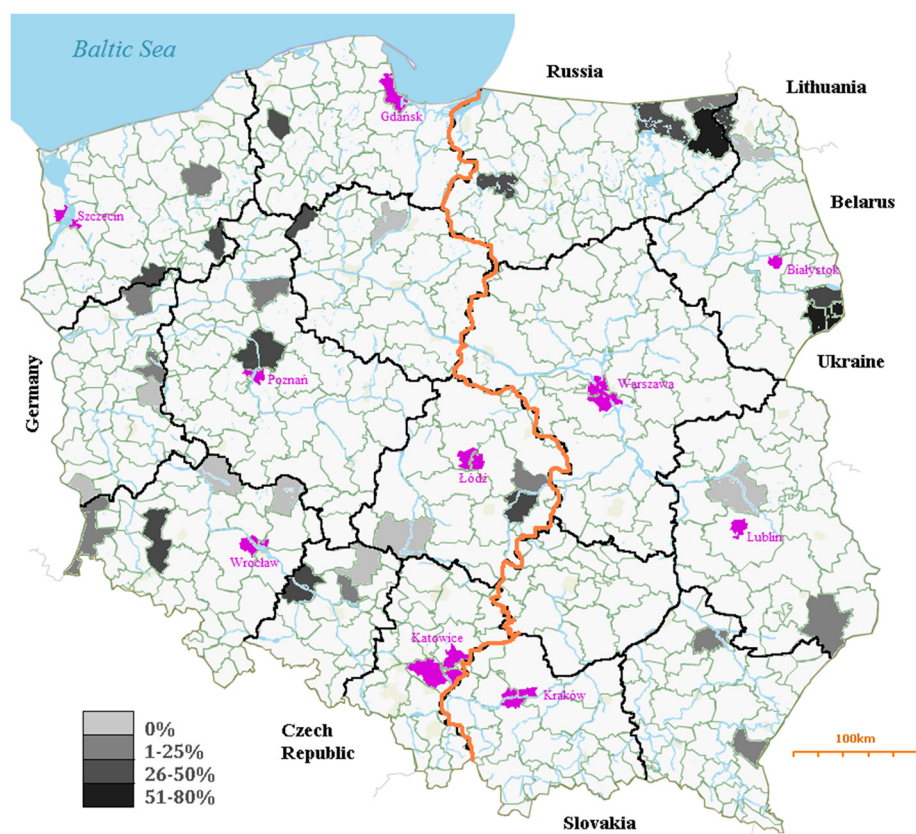 Baltic Sea
Russia
Lithuania
Gdańsk
Belarus
Szczecin
Białystok
Ukraine
Germany
Poznań
Warszawa
Łódź
Lublin
Wrocław
Katowice
Kraków
Czech
Republic
0%
1-25%
26-50%
51-80%
100km
Slovakia